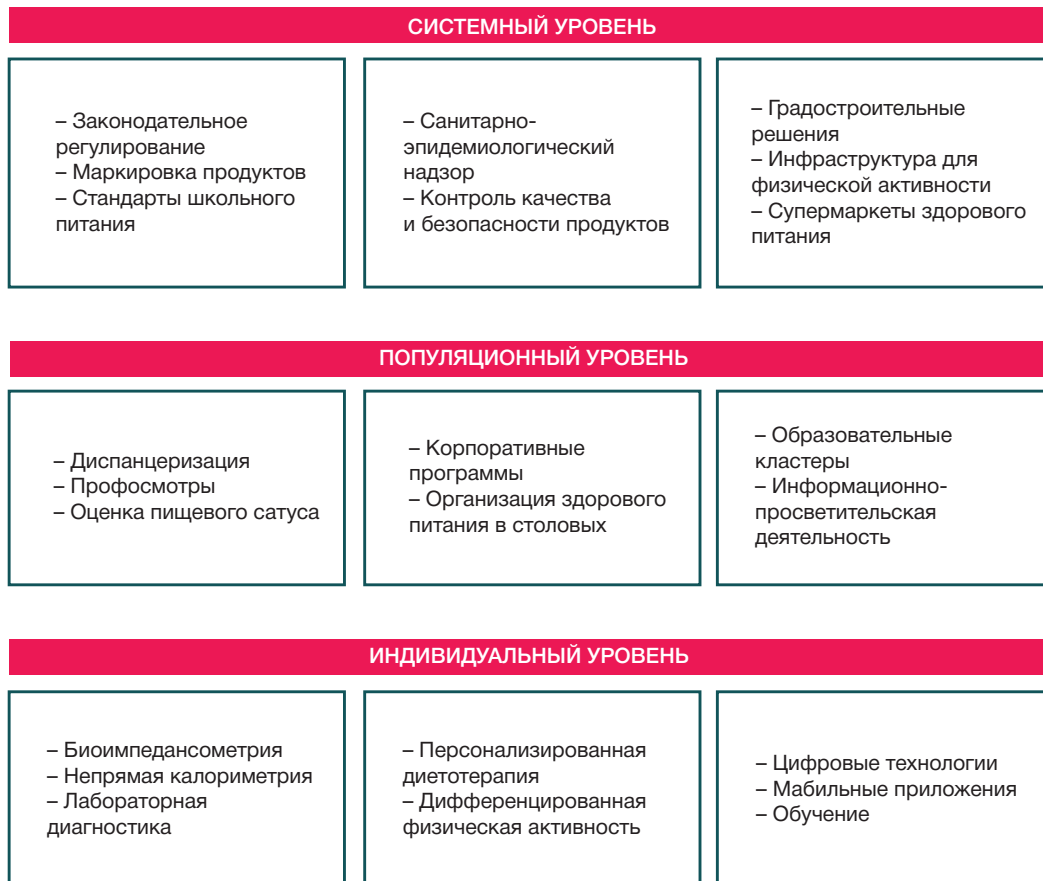 СИСТЕМНЫЙ УРОВЕНЬ
– Законодательное
регулирование
– Маркировка продуктов
– Стандарты школьного
питания
– Санитарно-
эпидемиологический
надзор
– Контроль качества
и безопасности продуктов
– Градостроительные
решения
– Инфраструктура для
физической активности
– Супермаркеты здорового
питания
ПОПУЛЯЦИОННЫЙ УРОВЕНЬ
– Диспанцеризация
– Профосмотры
– Оценка пищевого сатуса
– Корпоративные
программы
– Организация здорового
питания в столовых
– Образовательные
кластеры
– Информационно-
просветительская
деятельность
ИНДИВИДУАЛЬНЫЙ УРОВЕНЬ
– Биоимпедансометрия
– Непрямая калориметрия
– Лабораторная
диагностика
– Персонализированная
диетотерапия
– Дифференцированная
физическая активность
– Цифровые технологии
– Мабильные приложения
– Обучение